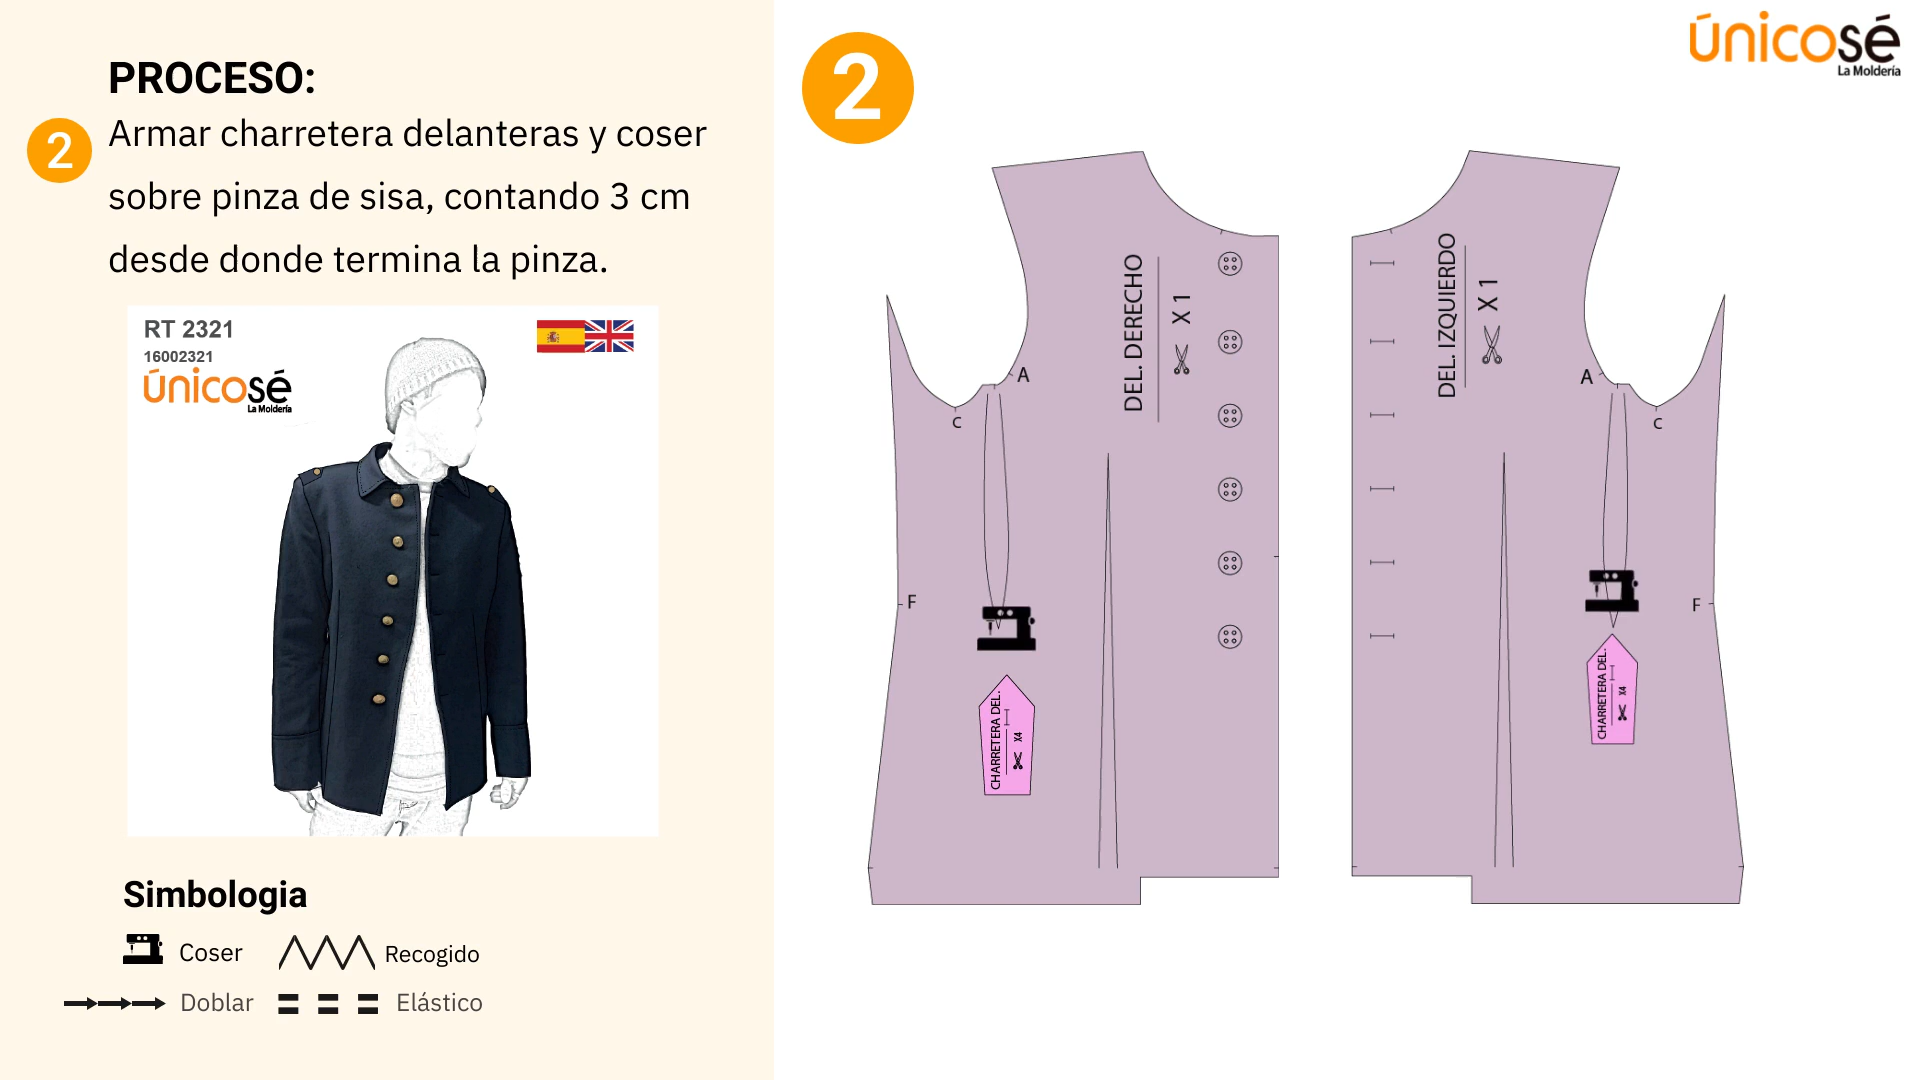 PROCESO:
2
Armar charretera delanteras y coser
sobre pinza de sisa, contando 3 cm
desde donde termina la pinza.
RT 2321
16002321
únicosé
La Moldería
Simbologia
Coser
Recogido
Doblar
Elástico
2
únicosé
La Moldería
DEL. DERECHO
X 1
A
C
F
CHARRETERA DEL.
X4
DEL. IZQUIERDO
X 1
A
C
F
CHARRETERA DEL.
X4